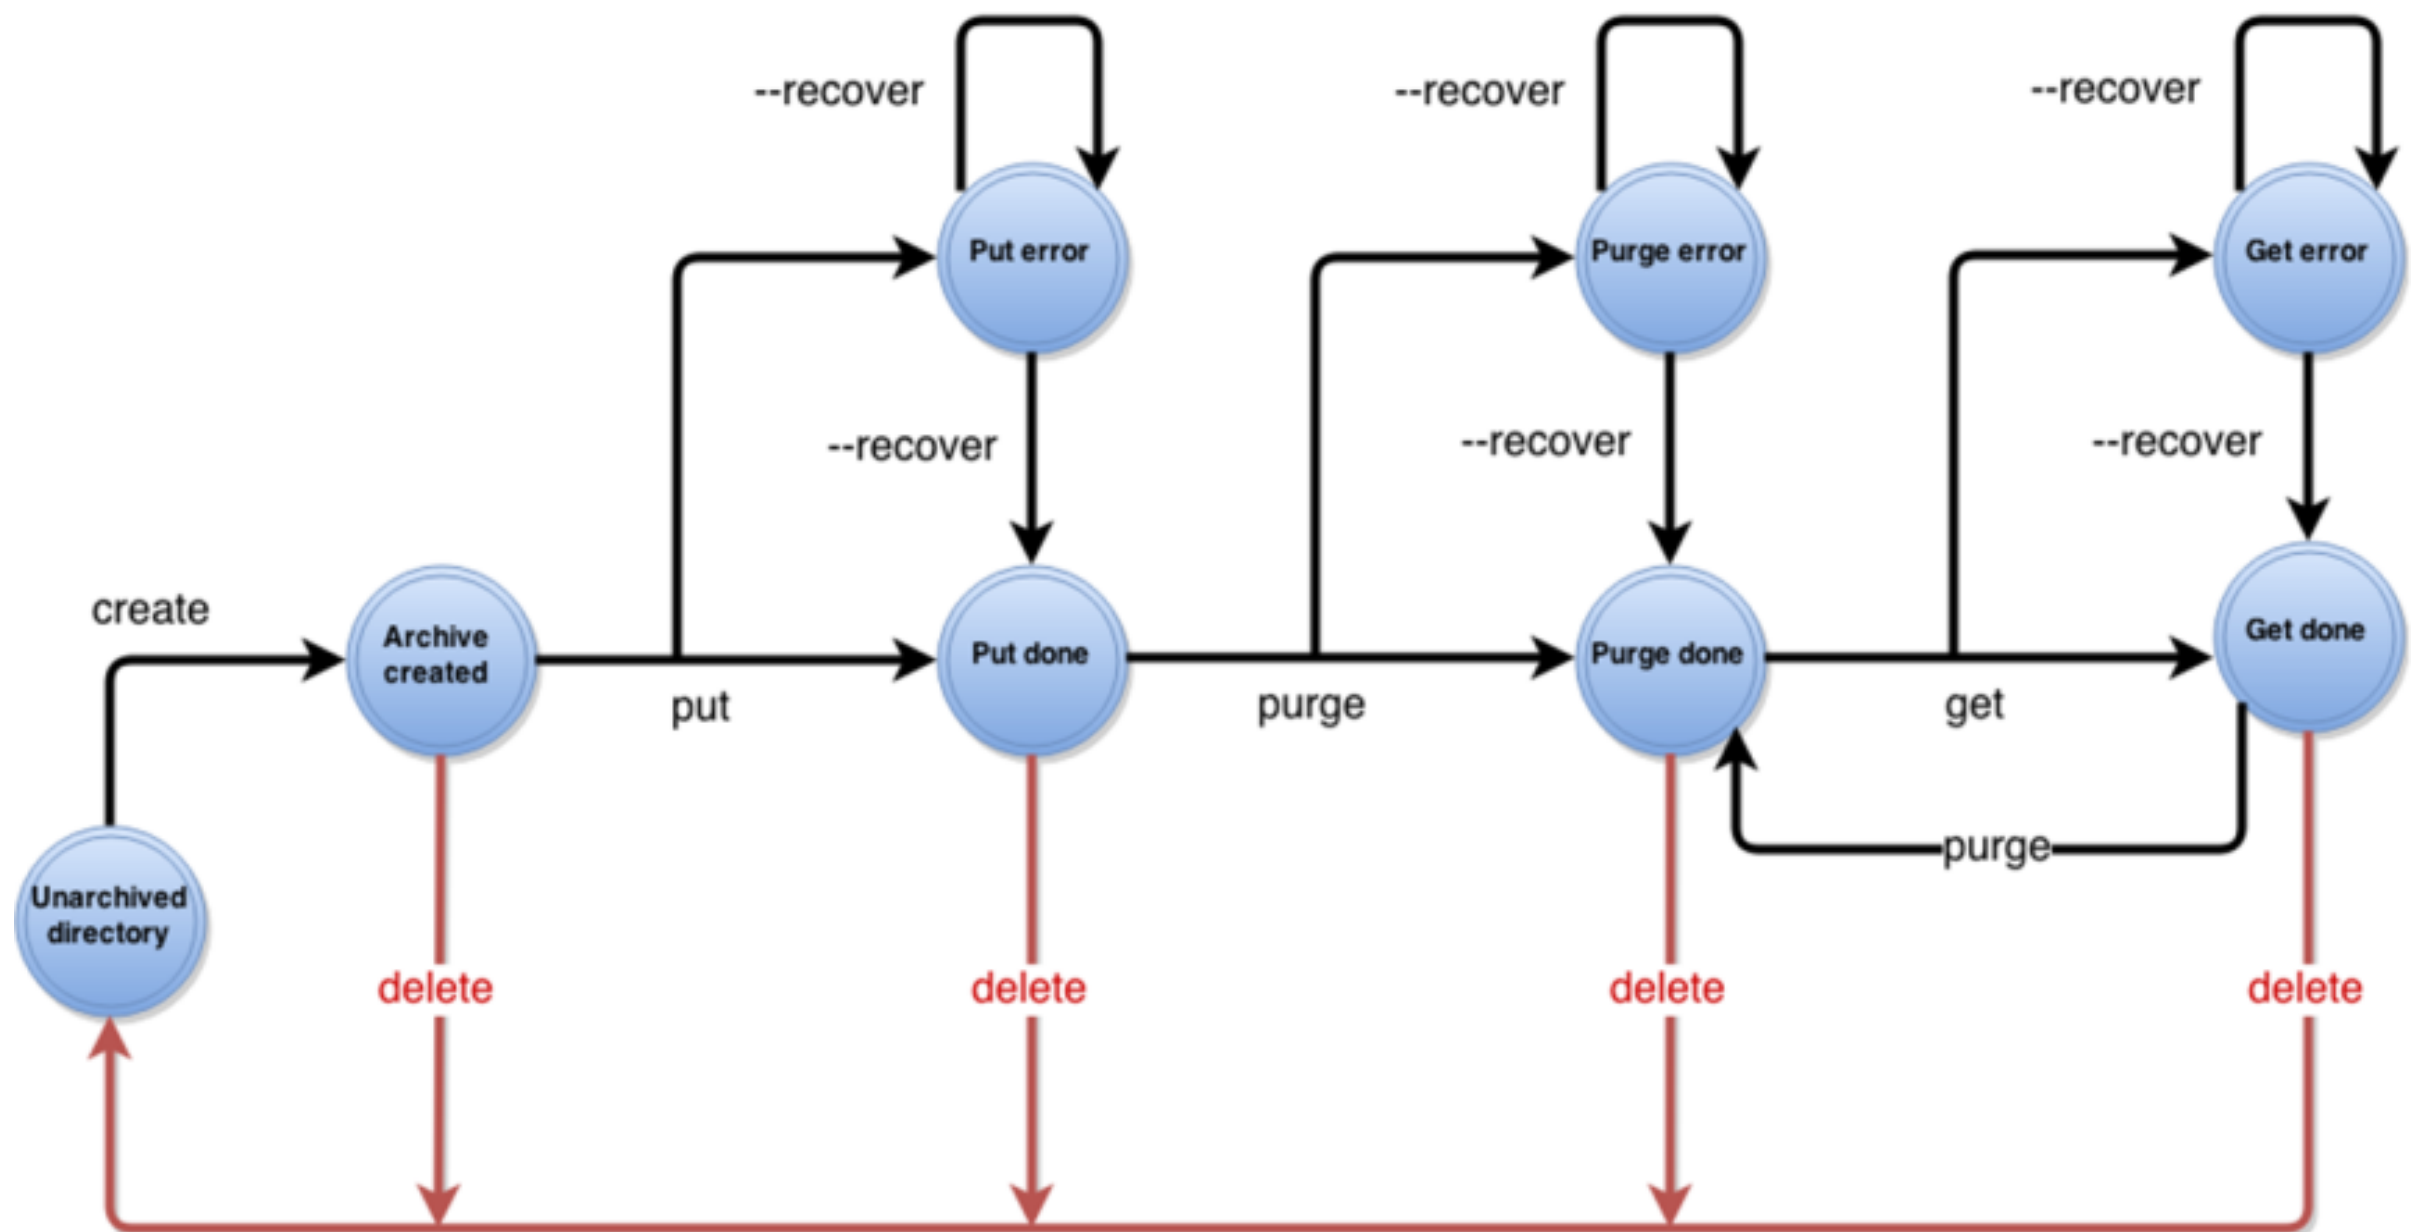 --recover
--recover
--recover
Put error
Purge error
Get error
--recover
--recover
--recover
create
Archive
created
Put done
Purge done
Get done
put
purge
get
purge
Unarchived
directory
delete
delete
delete
delete